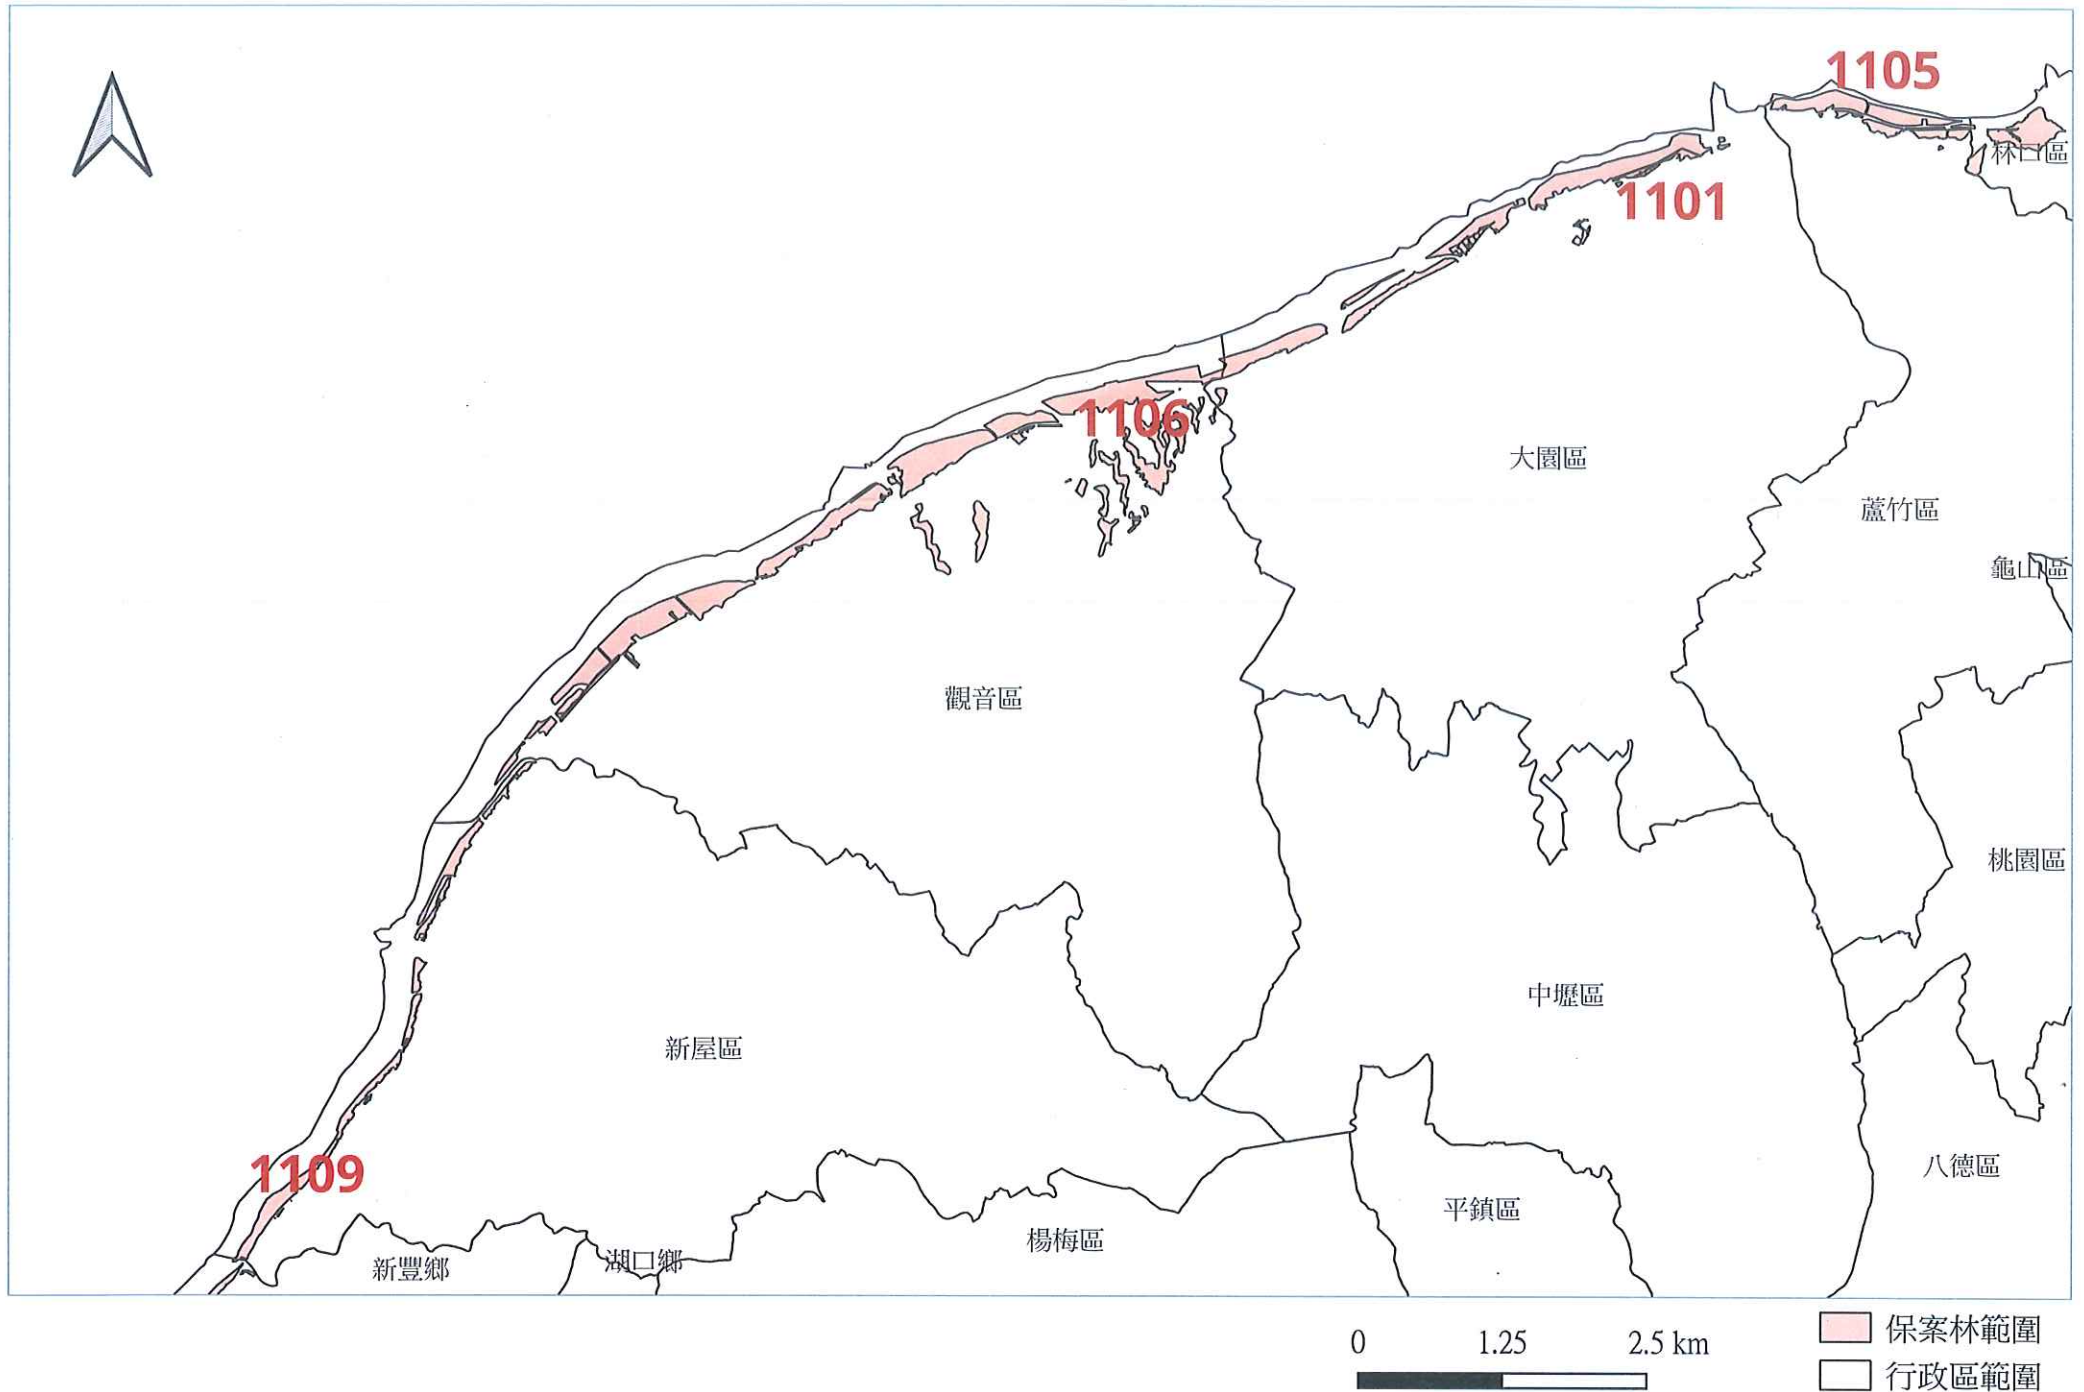 1105
林口區
1101
1106
大園區
蘆竹區
龜山區
觀音區
桃園區
中壢區
新屋區
1109
八德區
平鎮區
楊梅區
湖口鄉
新豐鄉
0 1.25 2.5 km
保案林範圍
行政區範圍